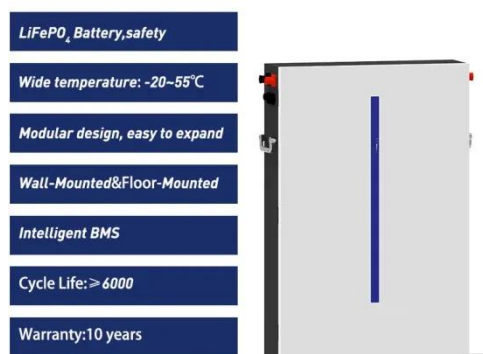 LiFePO₄ Battery,safety
Wide temperature: -20~55℃
Modular design, easy to expand
Wall-Mounted&Floor-Mounted
Intelligent BMS
Cycle Life:≥6000
Warranty:10 years